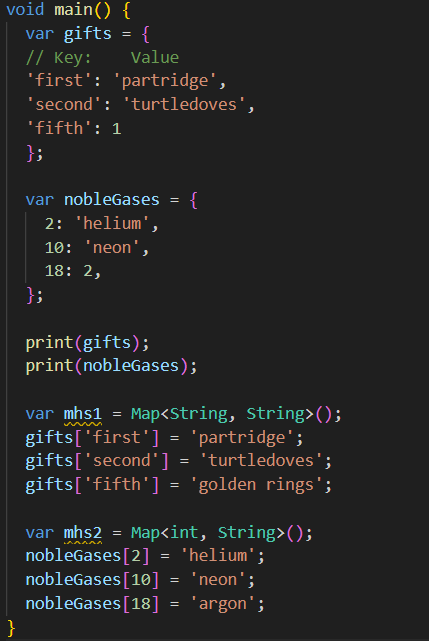 void main() {
  var gifts = {
  // Key:    Value
  'first': 'partridge',
  'second': 'turtledoves',
  'fifth': 1
  };

  var nobleGases = {
    2: 'helium',
    10: 'neon',
    18: 2,
  };

  print(gifts);
  print(nobleGases);

  var mhs1 = Map<String, String>();
  gifts['first'] = 'partridge';
  gifts['second'] = 'turtledoves';
  gifts['fifth'] = 'golden rings';

  var mhs2 = Map<int, String>();
  nobleGases[2] = 'helium';
  nobleGases[10] = 'neon';
  nobleGases[18] = 'argon';
}